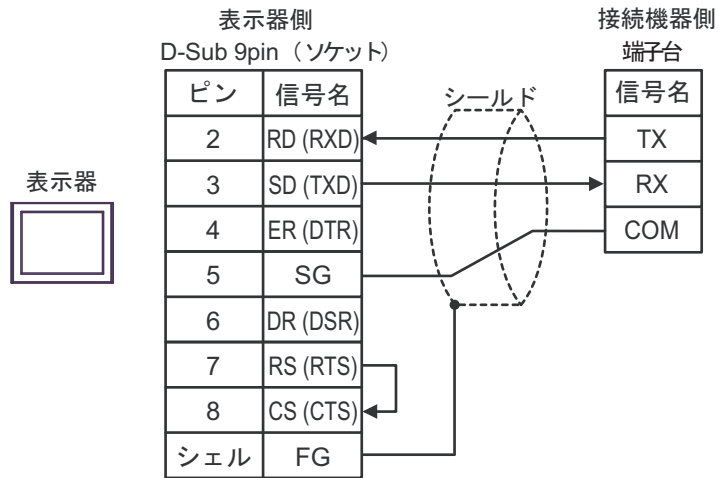 表示器側
D-Sub 9pin（ソケット）
接続機器側
端子台
ピン 信号名 シールド 信号名
2 RD (RXD) TX
3 SD (TXD) RX
表示器
4 ER (DTR) COM
5 SG
6 DR (DSR)
7 RS (RTS)
8 CS (CTS)
シェル FG